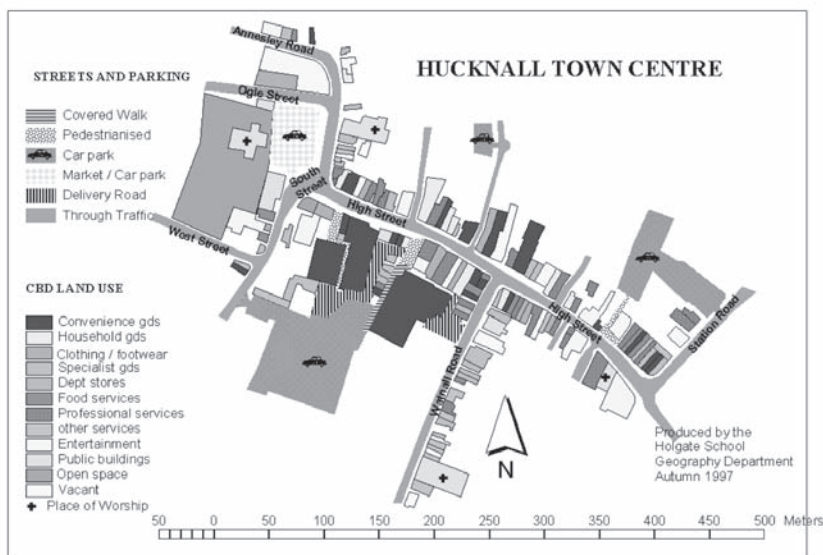 HUCKNALL TOWN CENTRE
STREETS AND PARKING
Covered Walk
Pedestrianised
Car park
Market / Car park
Delivery Road
Through Traffic
CBD LAND USE
Convenience gds
Household gds
Clothing / footwear
Specialist gds
Dept stores
Food services
Professional services
other services
Entertainment
Public buildings
Open space
Vacant
Place of Worship
Annesley Road
Ogle Street
South Street
High Street
West Street
High Street
Station Road
Watnall Road
N
Produced by the
Holgate School
Geography Department
Autumn 1997
50 0 50 100 150 200 250 300 350 400 450 500 Meters